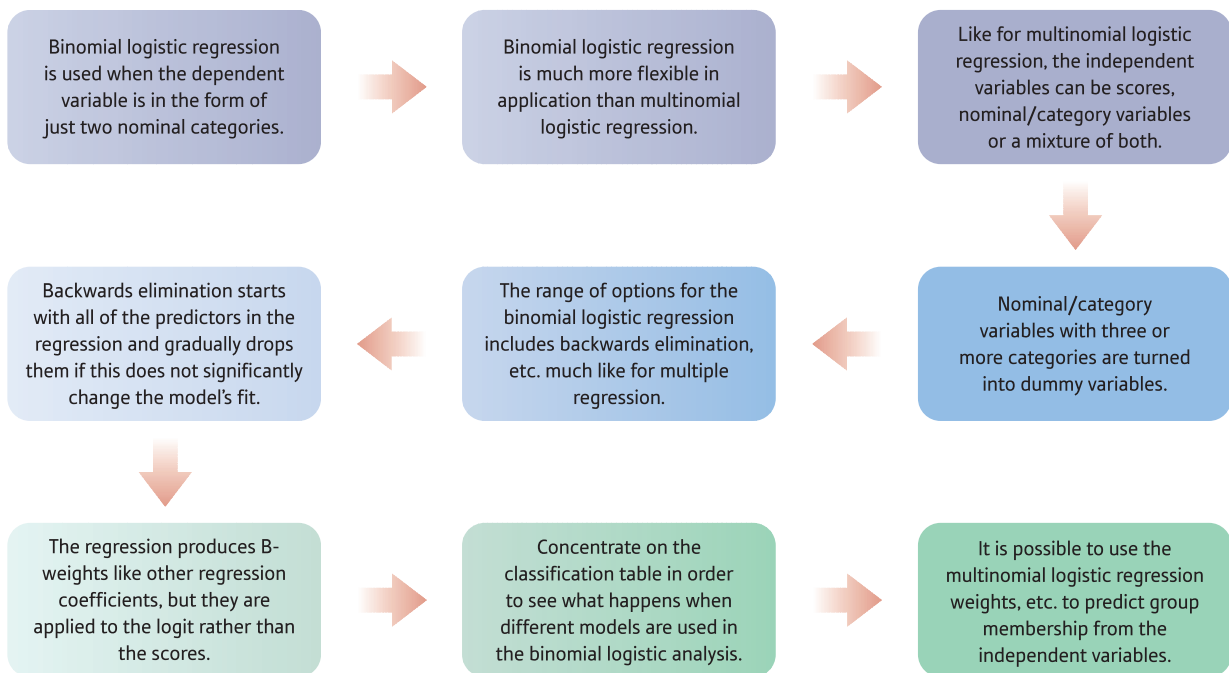 Binomial logistic regression
is used when the dependent
variable is in the form of
just two nominal categories.
Binomial logistic regression
is much more flexible in
application than multinomial
logistic regression.
Like for multinomial logistic
regression, the independent
variables can be scores,
nominal/category variables
or a mixture of both.
Nominal/category
variables with three or
more categories are turned
into dummy variables.
The range of options for the
binomial logistic regression
includes backwards elimination,
etc. much like for multiple
regression.
Backwards elimination starts
with all of the predictors in the
regression and gradually drops
them if this does not significantly
change the model's fit.
The regression produces B-
weights like other regression
coefficients, but they are
applied to the logit rather than
the scores.
Concentrate on the
classification table in order
to see what happens when
different models are used in
the binomial logistic analysis.
It is possible to use the
multinomial logistic regression
weights, etc. to predict group
membership from the
independent variables.